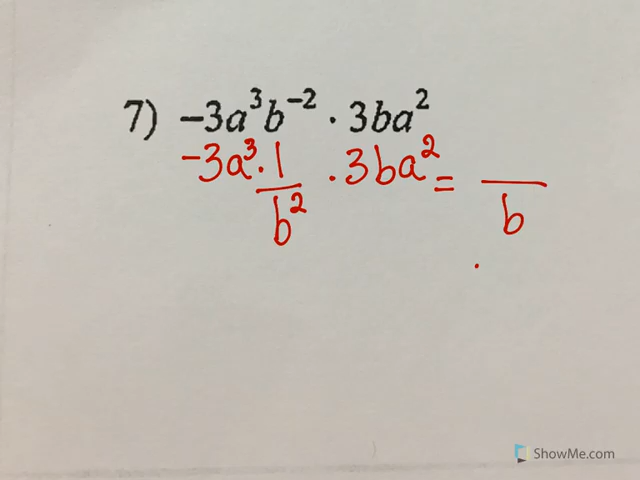 7) −3a³b⁻² · 3ba²
-3a³ · 1/b² · 3ba² = /b
ShowMe.com